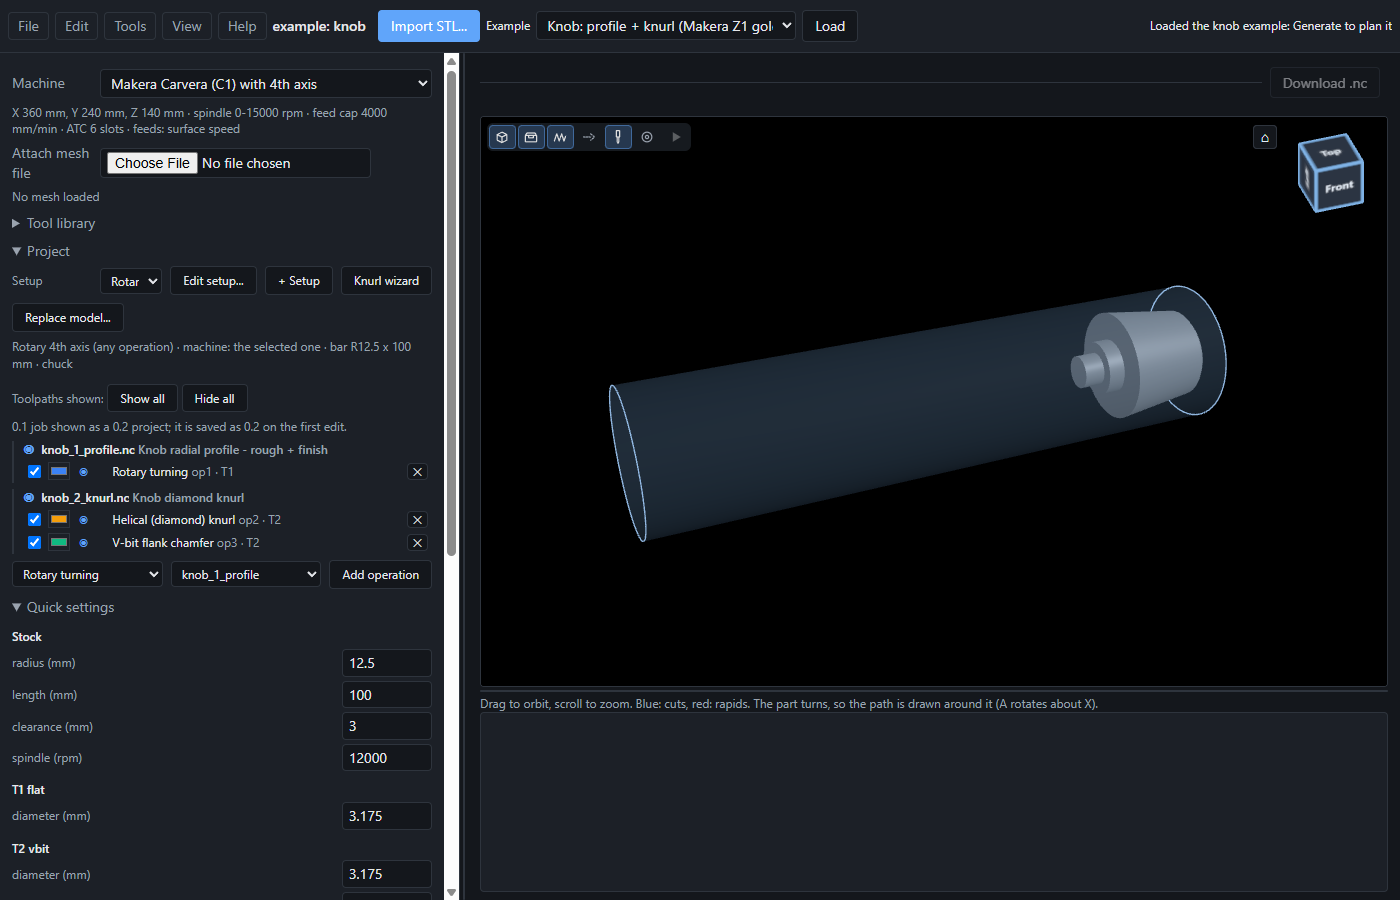 File Edit Tools View Help example: knob Import STL... Example Knob: profile + knurl (Makera Z1 gol Load Loaded the knob example: Generate to plan it
Machine Makera Carvera (C1) with 4th axis
X 360 mm, Y 240 mm, Z 140 mm · spindle 0-15000 rpm · feed cap 4000
mm/min · ATC 6 slots · feeds: surface speed
Attach mesh
file Choose File No file chosen
No mesh loaded
Tool library
Project
Setup Rotar Edit setup... + Setup Knurl wizard
Replace model...
Rotary 4th axis (any operation) · machine: the selected one · bar R12.5 x 100
mm · chuck
Toolpaths shown: Show all Hide all
0.1 job shown as a 0.2 project; it is saved as 0.2 on the first edit.
knob_1_profile.nc Knob radial profile - rough + finish
Rotary turning op1 · T1
knob_2_knurl.nc Knob diamond knurl
Helical (diamond) knurl op2 · T2
V-bit flank chamfer op3 · T2
Rotary turning knob_1_profile Add operation
Quick settings
Stock
radius (mm) 12.5
length (mm) 100
clearance (mm) 3
spindle (rpm) 12000
T1 flat
diameter (mm) 3.175
T2 vbit
diameter (mm) 3.175
Download .nc
Top
Front
Drag to orbit, scroll to zoom. Blue: cuts, red: rapids. The part turns, so the path is drawn around it (A rotates about X).